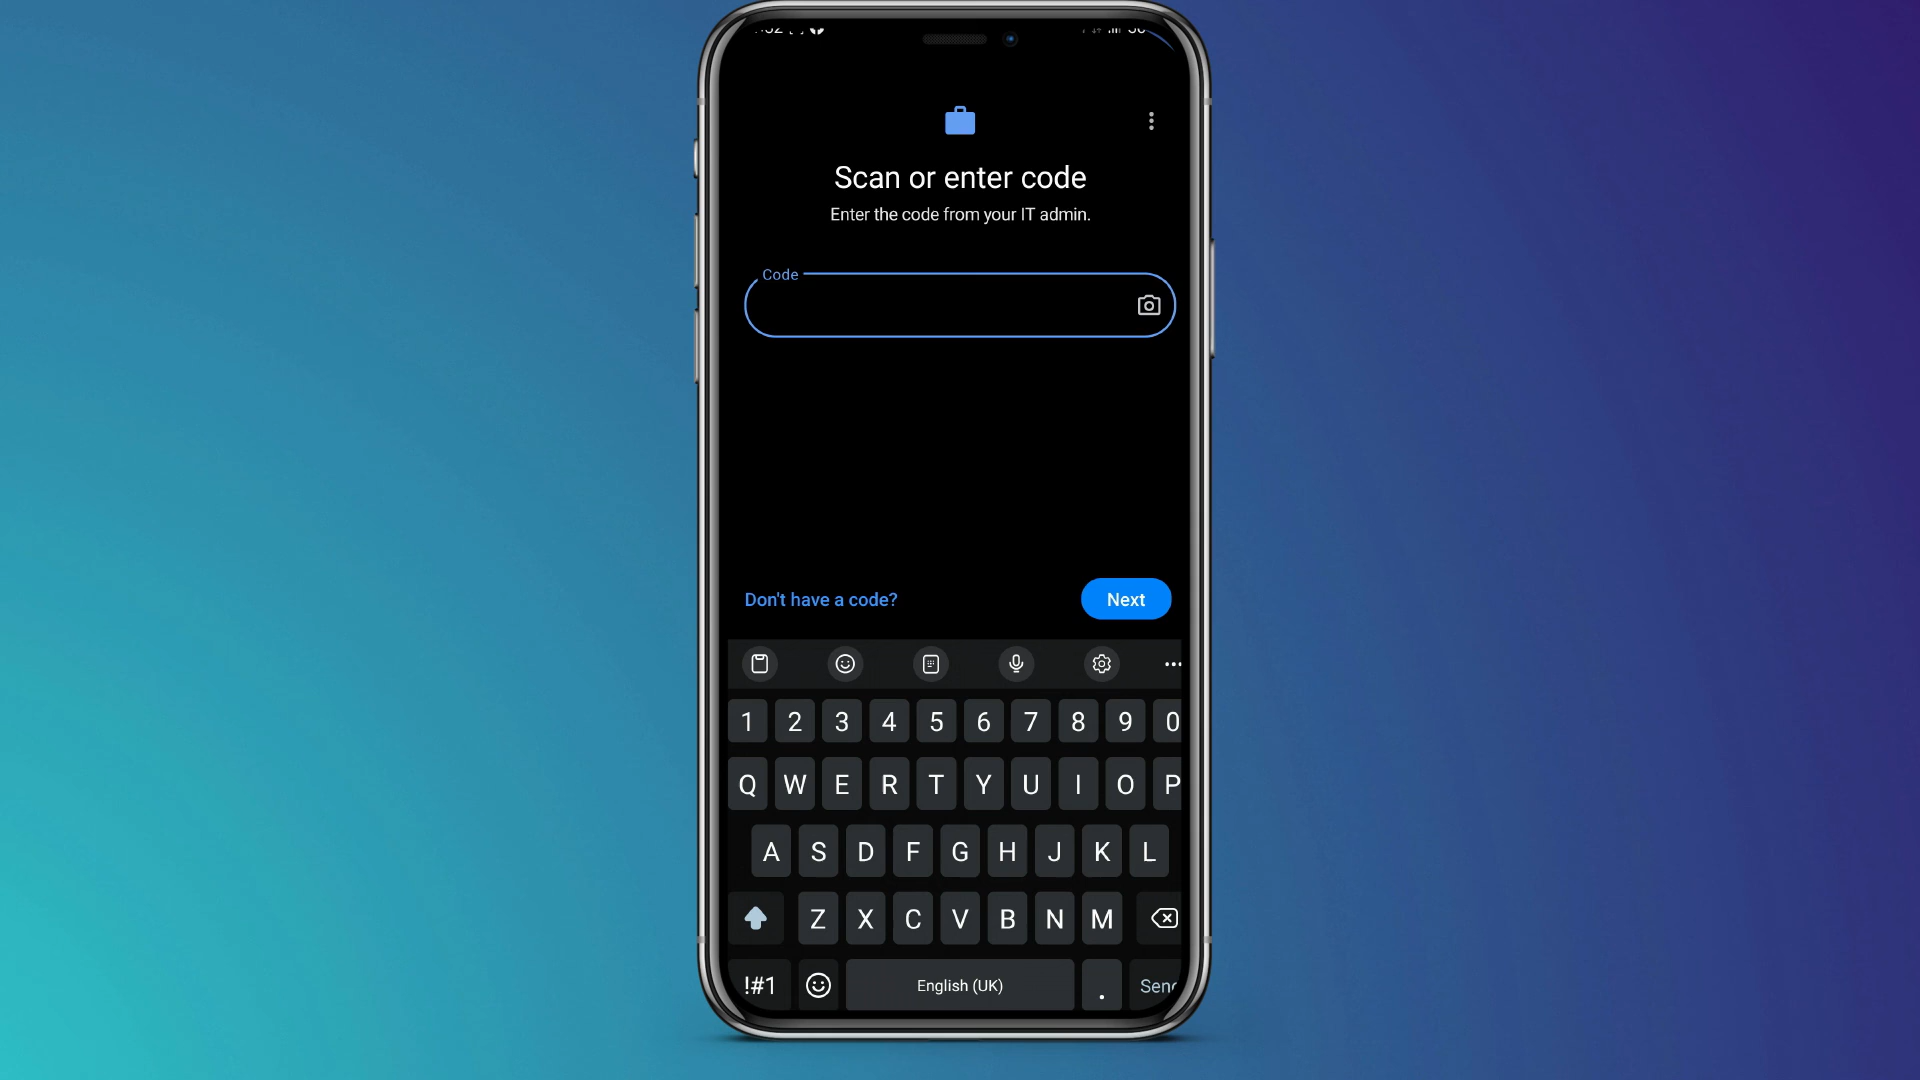 Scan or enter code
Enter the code from your IT admin.
Code
Don't have a code?
Next
1 2 3 4 5 6 7 8 9 0
Q W E R T Y U I O P
A S D F G H J K L
Z X C V B N M
!#1 English (UK) .